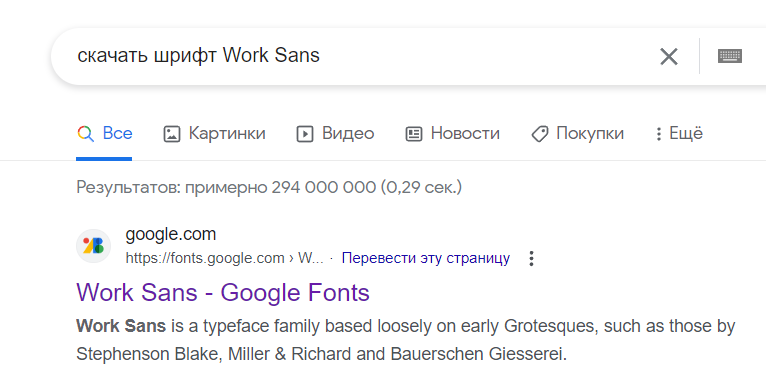 скачать шрифт Work Sans
Все Картинки Видео Новости Покупки Ещё
Результатов: примерно 294 000 000 (0,29 сек.)
google.com
https://fonts.google.com › W... · Перевести эту страницу
Work Sans - Google Fonts
Work Sans is a typeface family based loosely on early Grotesques, such as those by
Stephenson Blake, Miller & Richard and Bauerschen Giesserei.